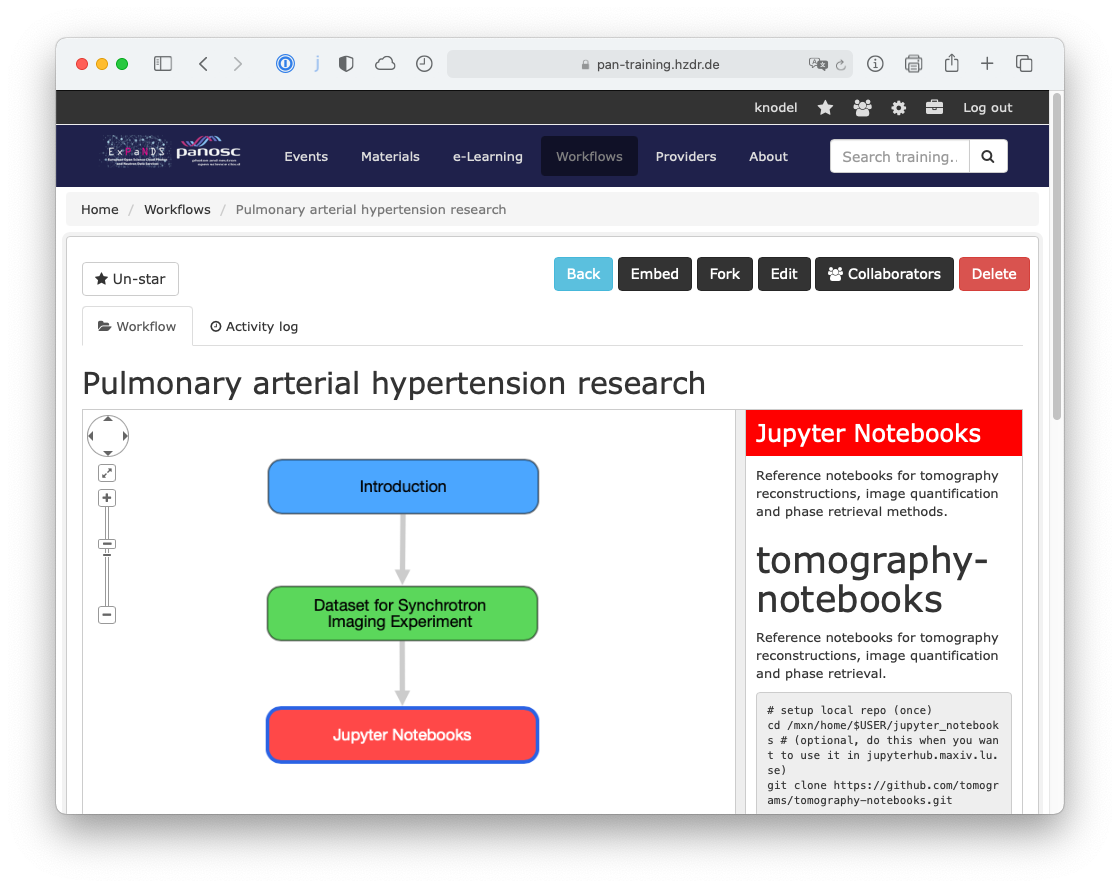 pan-training.hzdr.de
knodel Log out
ExPaNDS
panosc
Events Materials e-Learning Workflows Providers About Search training..
Home / Workflows / Pulmonary arterial hypertension research
Un-star
Back Embed Fork Edit Collaborators Delete
Workflow Activity log
Pulmonary arterial hypertension research
Introduction
Dataset for Synchrotron
Imaging Experiment
Jupyter Notebooks
Jupyter Notebooks
Reference notebooks for tomography
reconstructions, image quantification
and phase retrieval methods.
tomography-
notebooks
Reference notebooks for tomography
reconstructions, image quantification
and phase retrieval.
# setup local repo (once)
cd /mxn/home/$USER/jupyter_notebook
s # (optional, do this when you wan
t to use it in jupyterhub.maxiv.lu.
se)
git clone https://github.com/tomogr
ams/tomography-notebooks.git